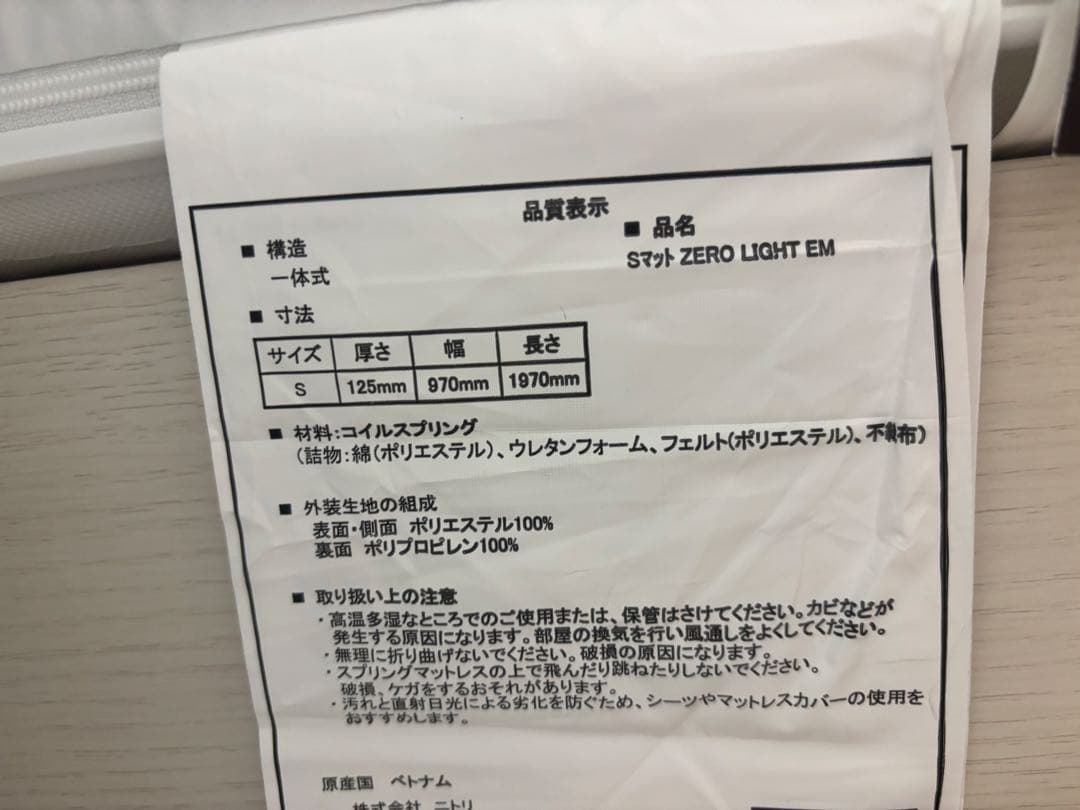 品質表示
■ 構造
一体式
■ 品名
Sマット ZERO LIGHT EM
■ 寸法
サイズ 厚さ 幅 長さ
S 125mm 970mm 1970mm
■ 材料:コイルスプリング
(詰物:綿(ポリエステル)、ウレタンフォーム、フェルト(ポリエステル)、不織布)
■ 外装生地の組成
表面・側面 ポリエステル100%
裏面 ポリプロピレン100%
■ 取り扱い上の注意
・高温多湿なところでのご使用または、保管はさけてください。カビなどが
発生する原因になります。部屋の換気を行い風通しをよくしてください。
・無理に折り曲げないでください。破損の原因になります。
・スプリングマットレスの上で飛んだり跳ねたりしないでください。
破損、ケガをするおそれがあります。
・汚れと直射日光による劣化を防ぐため、シーツやマットレスカバーの使用を
おすすめします。
原産国 ベトナム
株式会社 ニトリ